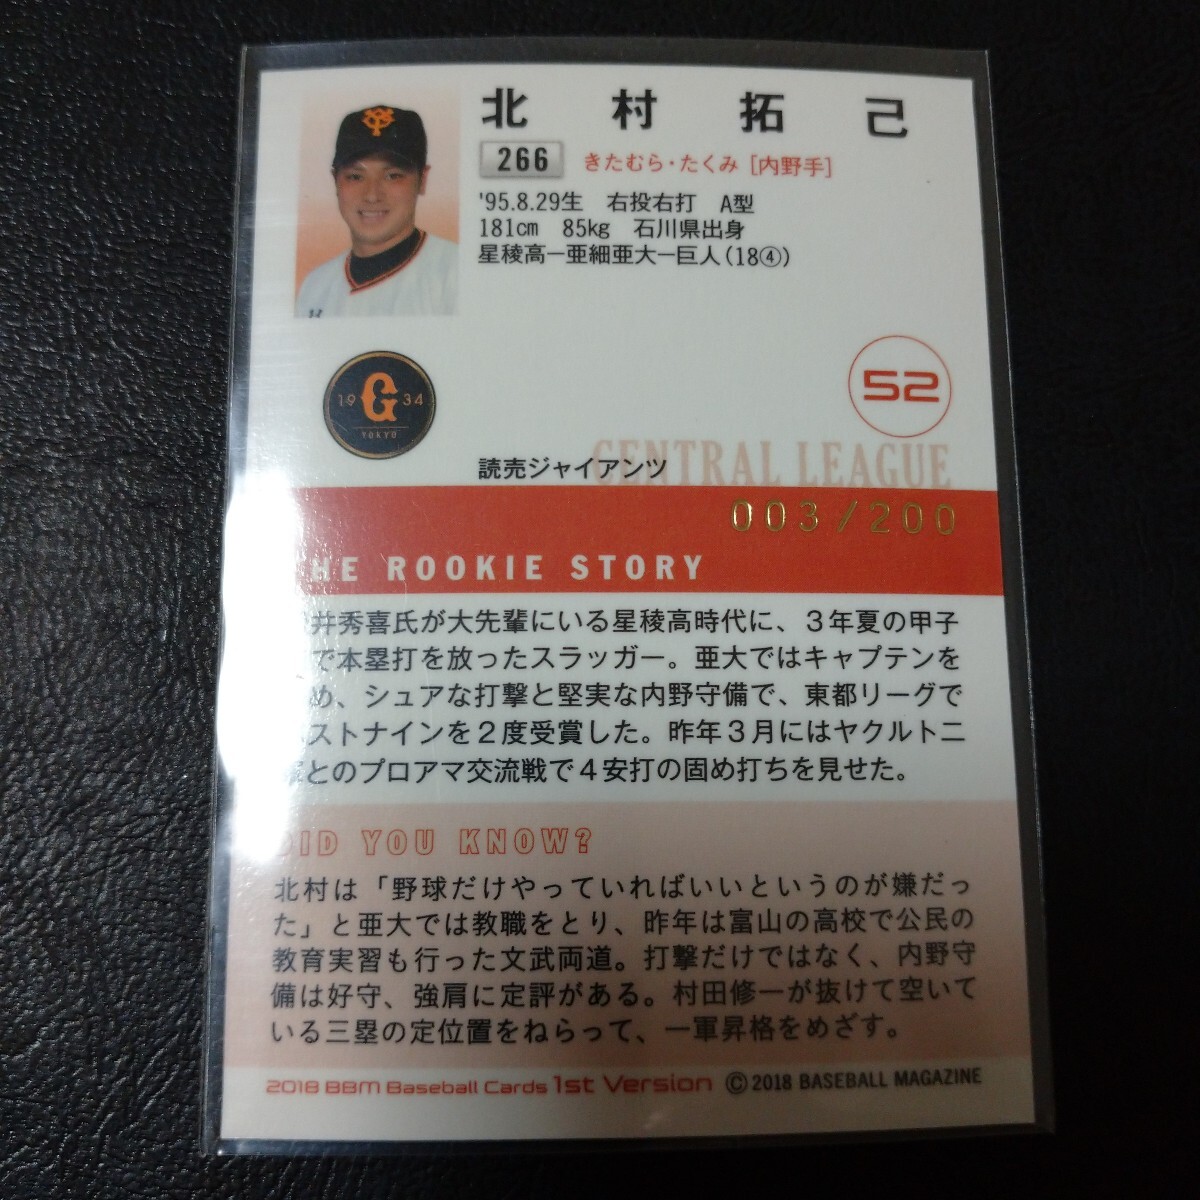 北村拓己
266 きたむら・たくみ [内野手]
'95.8.29生 右投右打 A型
181cm 85kg 石川県出身
星稜高ー亜細亜大ー巨人(18④)
YG
19 G 34
TOKYO
52
CENTRAL LEAGUE
読売ジャイアンツ
003/200
HE ROOKIE STORY
井秀喜氏が大先輩にいる星稜高時代に、3年夏の甲子
で本塁打を放ったスラッガー。亜大ではキャプテンを
め、シュアな打撃と堅実な内野守備で、東都リーグで
ストナインを2度受賞した。昨年3月にはヤクルト二
とのプロアマ交流戦で4安打の固め打ちを見せた。
DID YOU KNOW?
北村は「野球だけやっていればいいというのが嫌だっ
た」と亜大では教職をとり、昨年は富山の高校で公民の
教育実習も行った文武両道。打撃だけではなく、内野守
備は好守、強肩に定評がある。村田修一が抜けて空いて
いる三塁の定位置をねらって、一軍昇格をめざす。
2018 BBM Baseball Cards 1st Version © 2018 BASEBALL MAGAZINE